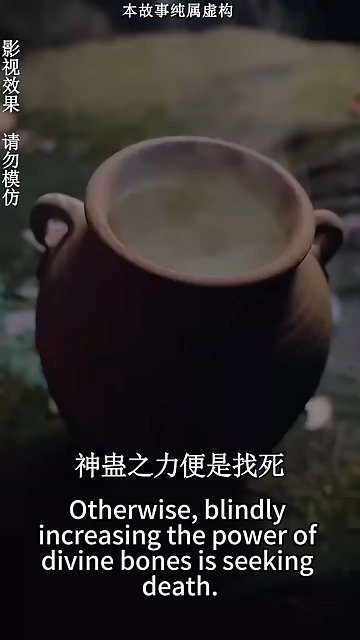 本故事纯属虚构
影视效果 请勿模仿
神蛊之力便是找死
Otherwise, blindly
increasing the power of
divine bones is seeking
death.